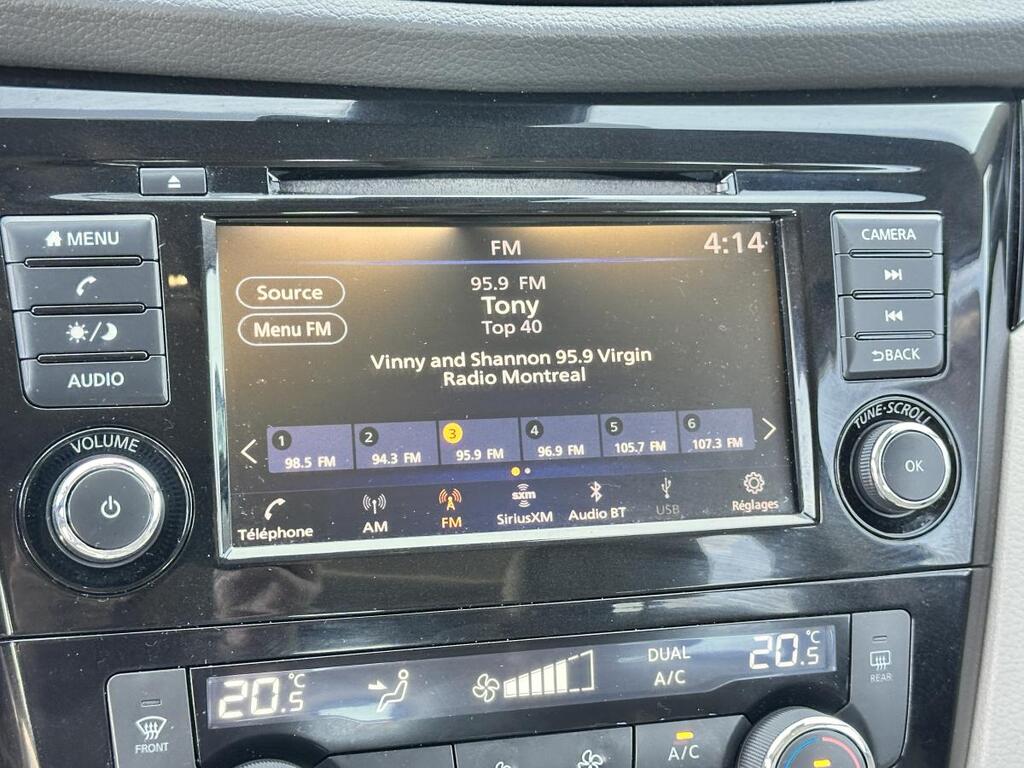 MENU
AUDIO
VOLUME
FM
4:14
Source
Menu FM
95.9 FM
Tony
Top 40
Vinny and Shannon 95.9 Virgin
Radio Montreal
1
98.5 FM
2
94.3 FM
3
95.9 FM
4
96.9 FM
5
105.7 FM
6
107.3 FM
Téléphone
AM
FM
sxm
SiriusXM
Audio BT
USB
Réglages
CAMERA
BACK
TUNE-SCROLL
OK
FRONT
20.5 °C
DUAL
A/C
20.5 °C
REAR
A/C